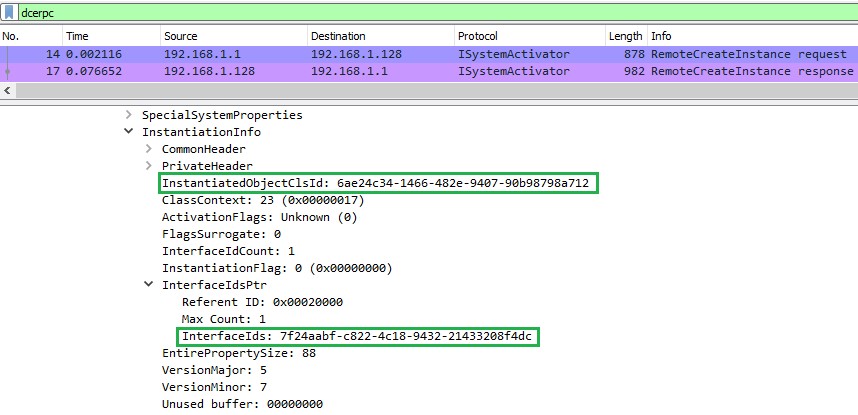 dcerpc
No. Time Source Destination Protocol Length Info
14 0.002116 192.168.1.1 192.168.1.128 ISystemActivator 878 RemoteCreateInstance request
17 0.076652 192.168.1.128 192.168.1.1 ISystemActivator 982 RemoteCreateInstance response
SpecialSystemProperties
InstantiationInfo
CommonHeader
PrivateHeader
InstantiatedObjectClsId: 6ae24c34-1466-482e-9407-90b98798a712
ClassContext: 23 (0x00000017)
ActivationFlags: Unknown (0)
FlagsSurrogate: 0
InterfaceIdCount: 1
InstantiationFlag: 0 (0x00000000)
InterfaceIdsPtr
Referent ID: 0x00020000
Max Count: 1
InterfaceIds: 7f24aabf-c822-4c18-9432-21433208f4dc
EntirePropertySize: 88
VersionMajor: 5
VersionMinor: 7
Unused buffer: 00000000